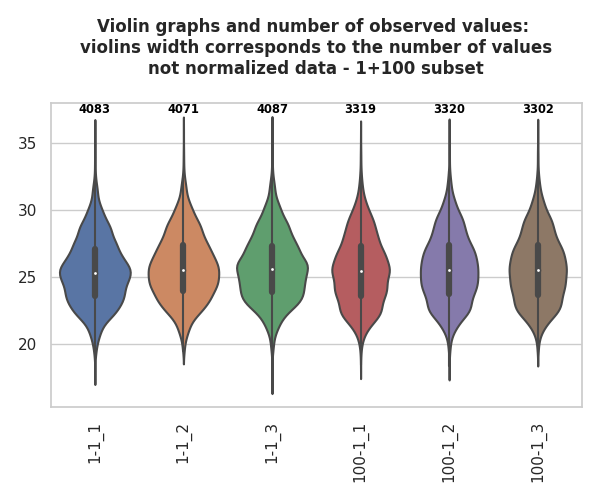 Violin graphs and number of observed values:
violins width corresponds to the number of values
not normalized data - 1+100 subset
4083 4071 4087 3319 3320 3302
35
30
25
20
1-1_1 1-1_2 1-1_3 100-1_1 100-1_2 100-1_3